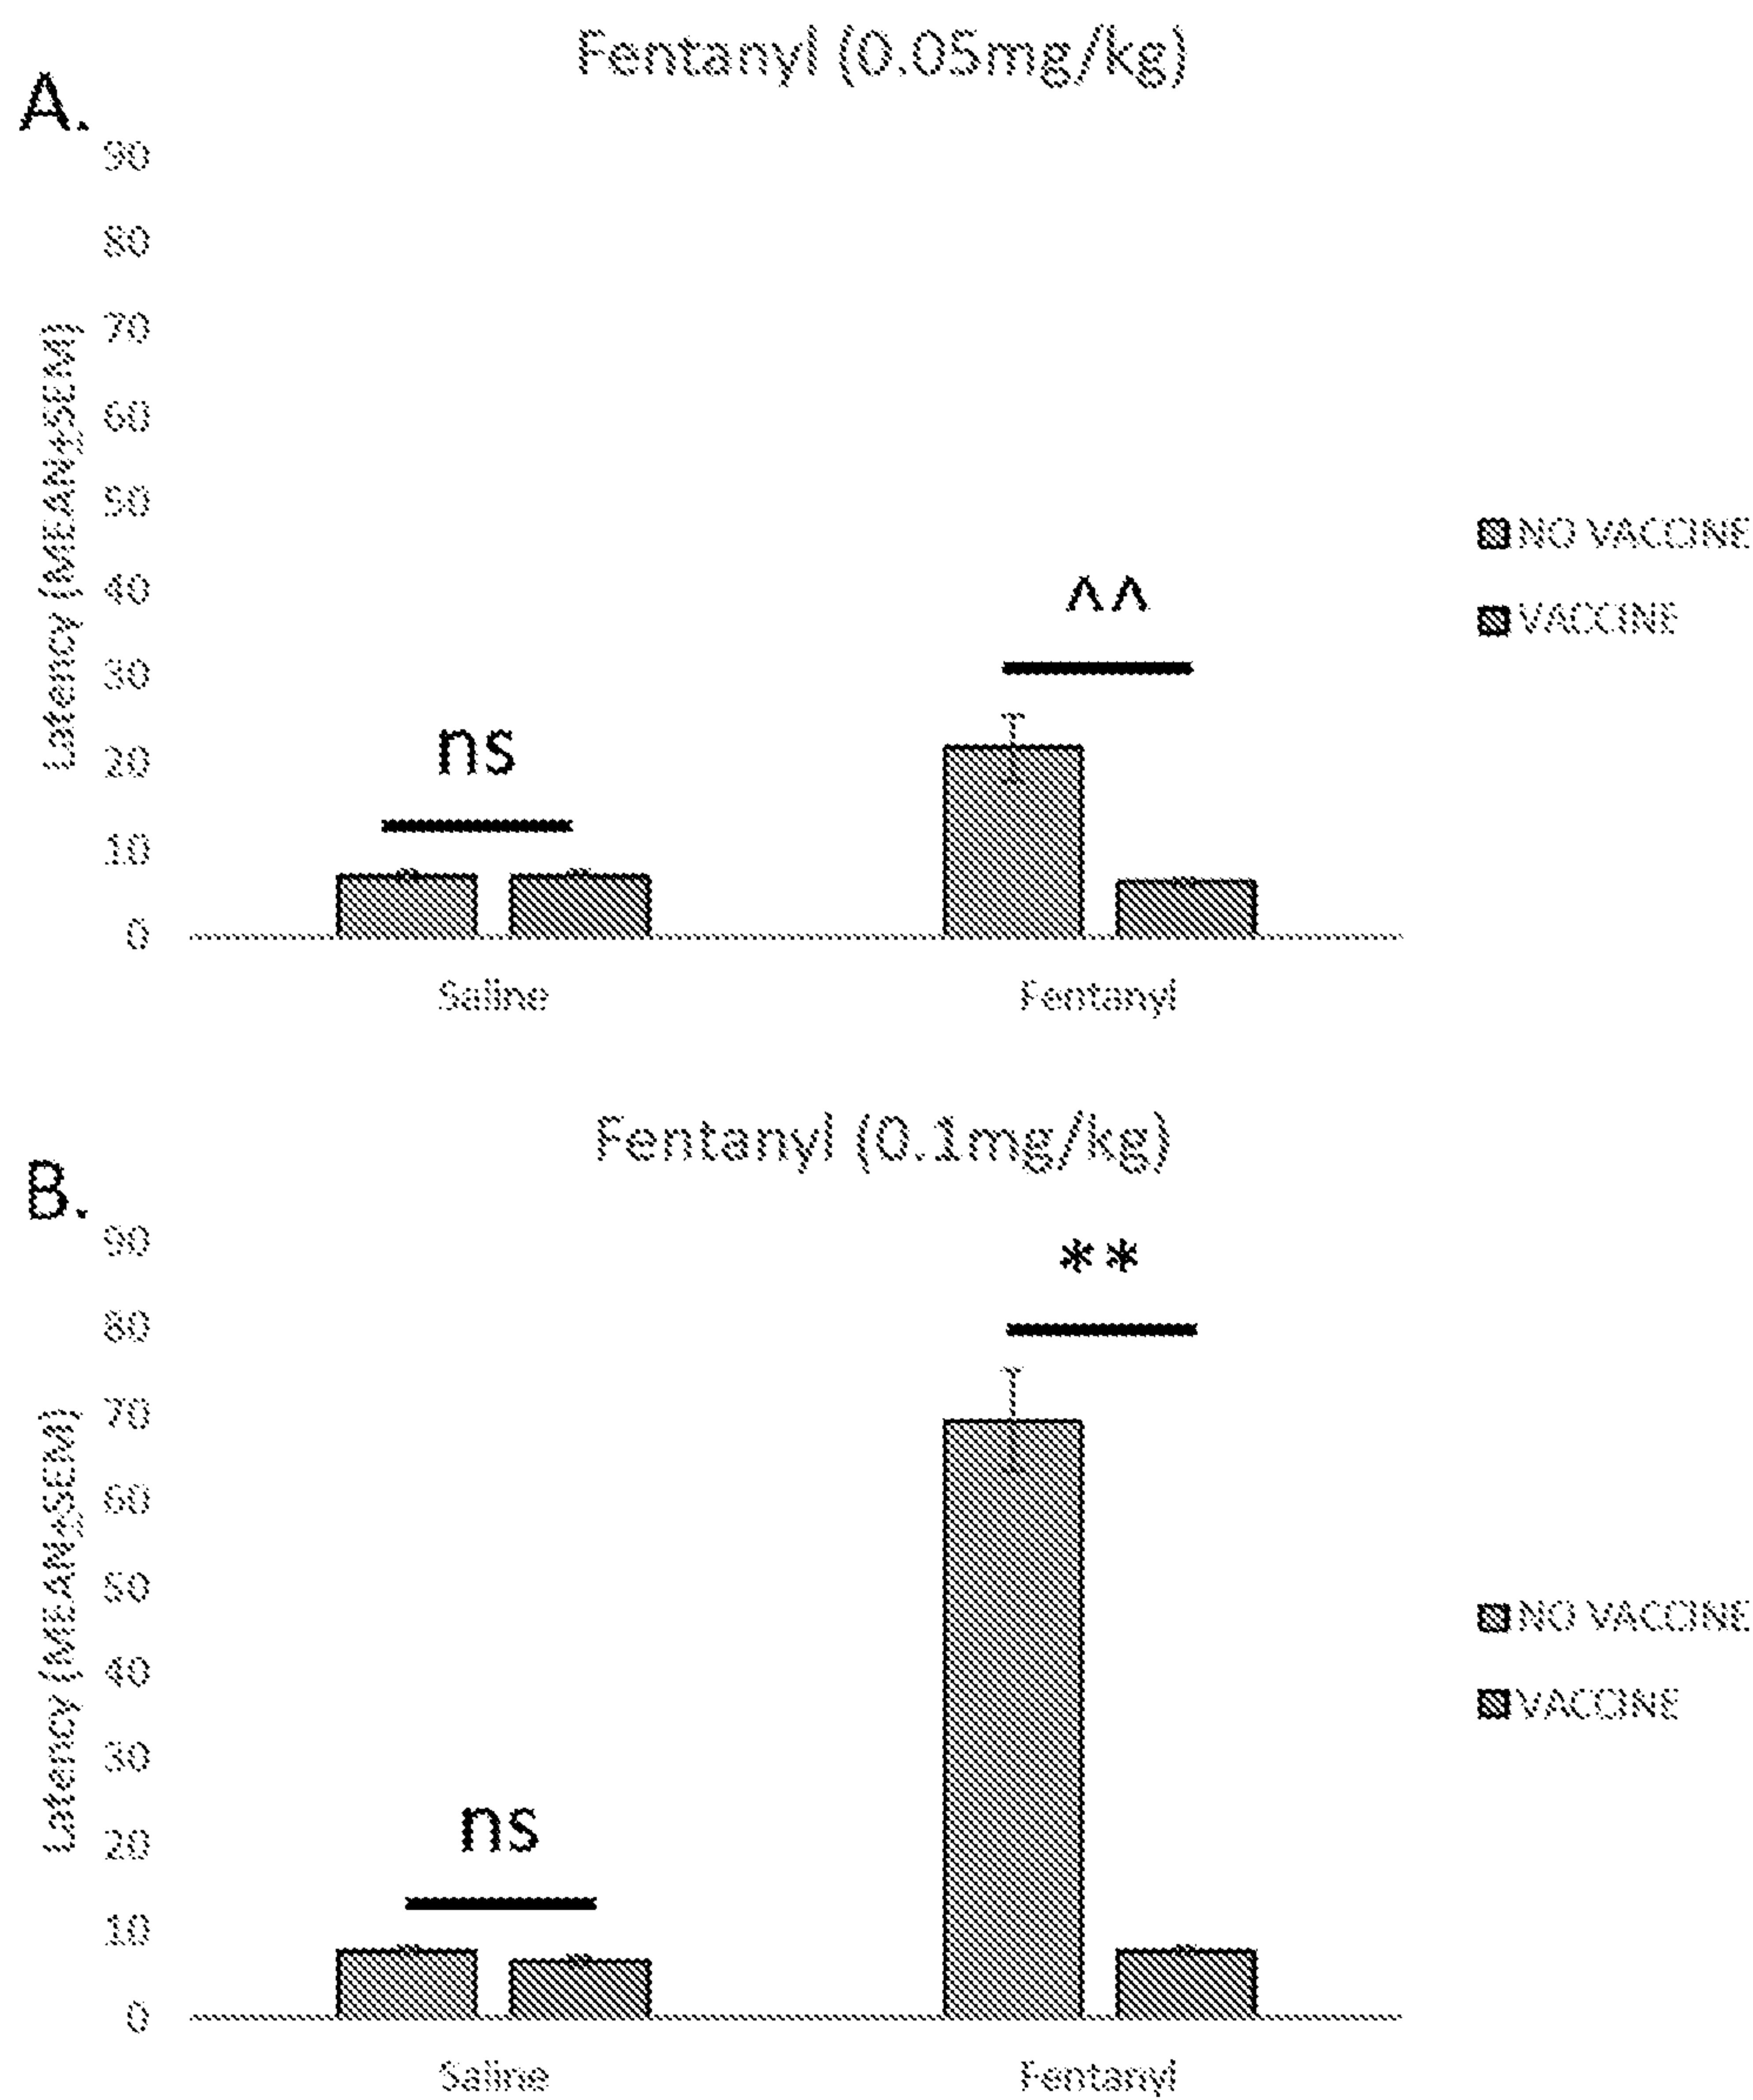 Fentanyl (0.05mg/kg)
A.
90
80
70
60
50
40
30
20
10
0
Latency (MEAN±SEM)
ns
^^
NO VACCINE
VACCINE
Saline
Fentanyl
Fentanyl (0.1mg/kg)
B.
90
80
70
60
50
40
30
20
10
0
Latency (MEAN±SEM)
ns
**
NO VACCINE
VACCINE
Saline
Fentanyl